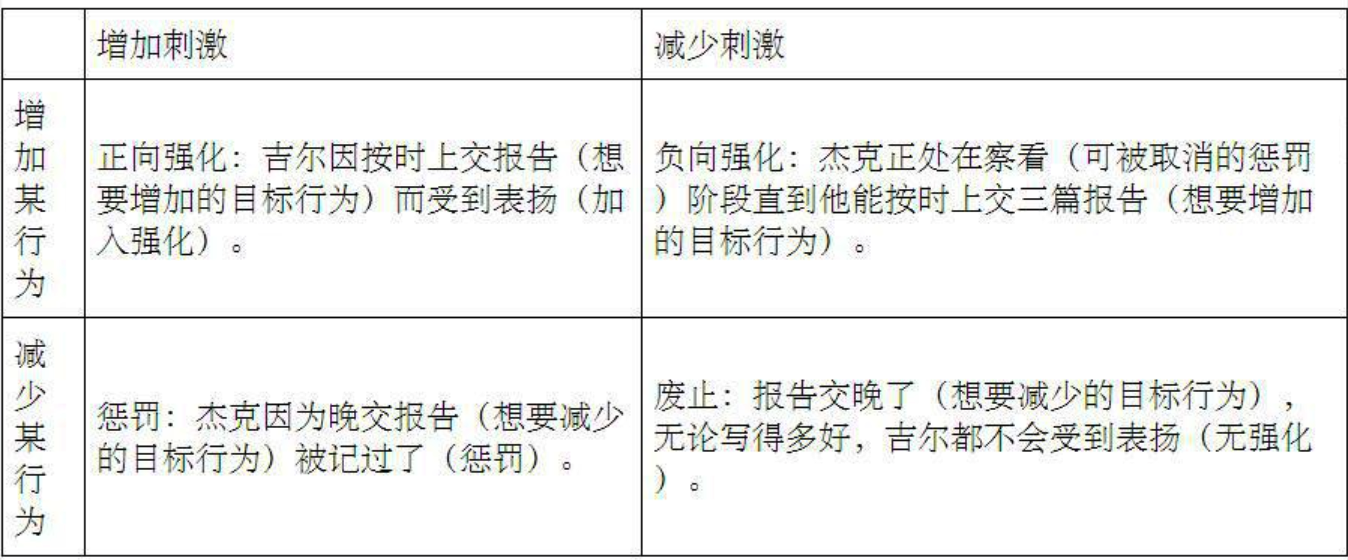 增加刺激
减少刺激
增
加
某
行
为
正向强化：吉尔因按时上交报告（想
要增加的目标行为）而受到表扬（加
入强化）。
负向强化：杰克正处在察看（可被取消的惩罚
）阶段直到他能按时上交三篇报告（想要增加
的目标行为）。
减
少
某
行
为
惩罚：杰克因为晚交报告（想要减少
的目标行为）被记过了（惩罚）。
废止：报告交晚了（想要减少的目标行为），
无论写得多好，吉尔都不会受到表扬（无强化
）。